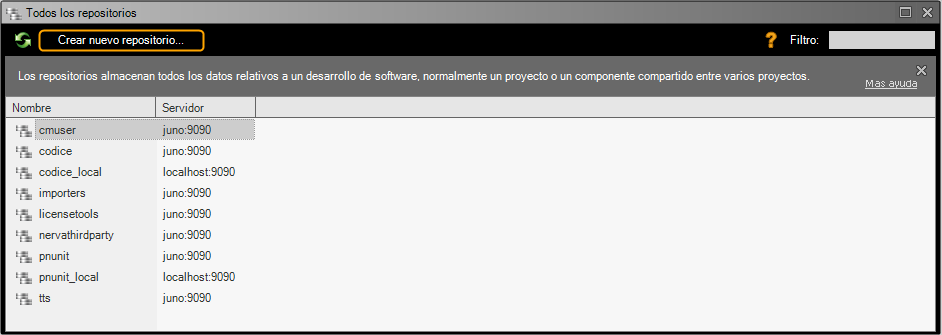 Todos los repositorios
Crear nuevo repositorio...
? Filtro:
Los repositorios almacenan todos los datos relativos a un desarrollo de software, normalmente un proyecto o un componente compartido entre varios proyectos.
Mas ayuda
Nombre Servidor
cmuser juno:9090
codice juno:9090
codice_local localhost:9090
importers juno:9090
licensetools juno:9090
nervathirdparty juno:9090
pnunit juno:9090
pnunit_local localhost:9090
tts juno:9090